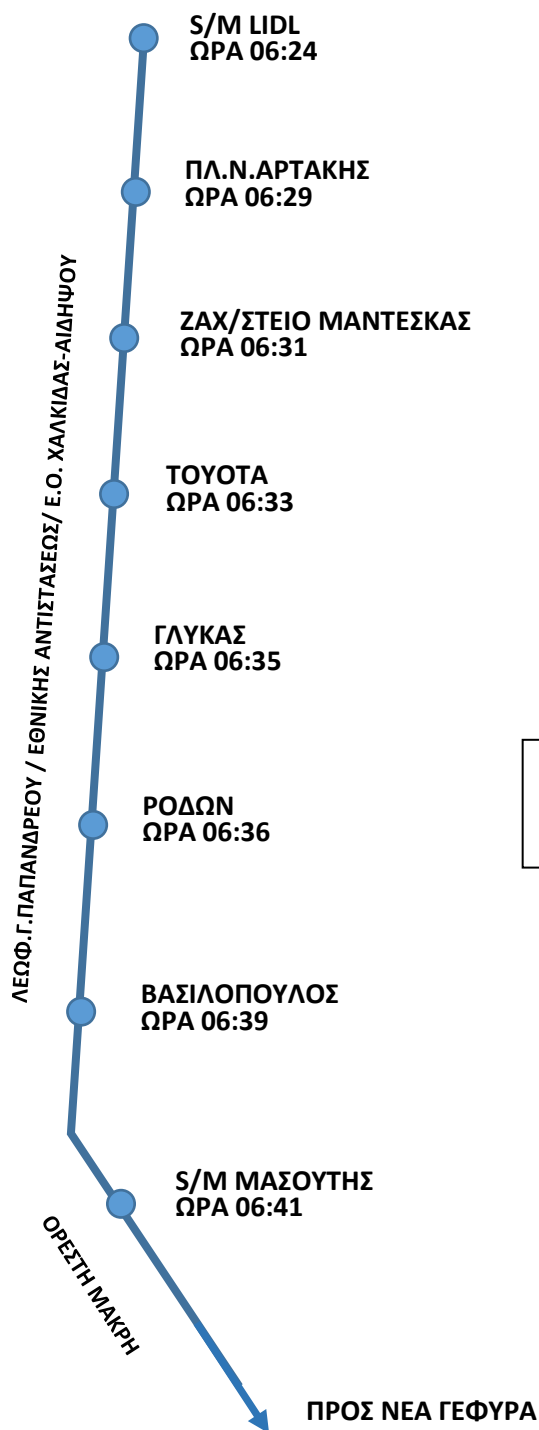 S/M LIDL
ΩΡΑ 06:24
ΠΛ.Ν.ΑΡΤΑΚΗΣ
ΩΡΑ 06:29
ΖΑΧ/ΣΤΕΙΟ ΜΑΝΤΕΣΚΑΣ
ΩΡΑ 06:31
ΤΟΥΟΤΑ
ΩΡΑ 06:33
ΓΛΥΚΑΣ
ΩΡΑ 06:35
ΡΟΔΩΝ
ΩΡΑ 06:36
ΒΑΣΙΛΟΠΟΥΛΟΣ
ΩΡΑ 06:39
ΛΕΩΦ.Γ.ΠΑΠΑΝΔΡΕΟΥ / ΕΘΝΙΚΗΣ ΑΝΤΙΣΤΑΣΕΩΣ/ Ε.Ο. ΧΑΛΚΙΔΑΣ-ΑΙΔΗΨΟΥ
S/M ΜΑΣΟΥΤΗΣ
ΩΡΑ 06:41
ΟΡΕΣΤΗ ΜΑΚΡΗ
ΠΡΟΣ ΝΕΑ ΓΕΦΥΡΑ